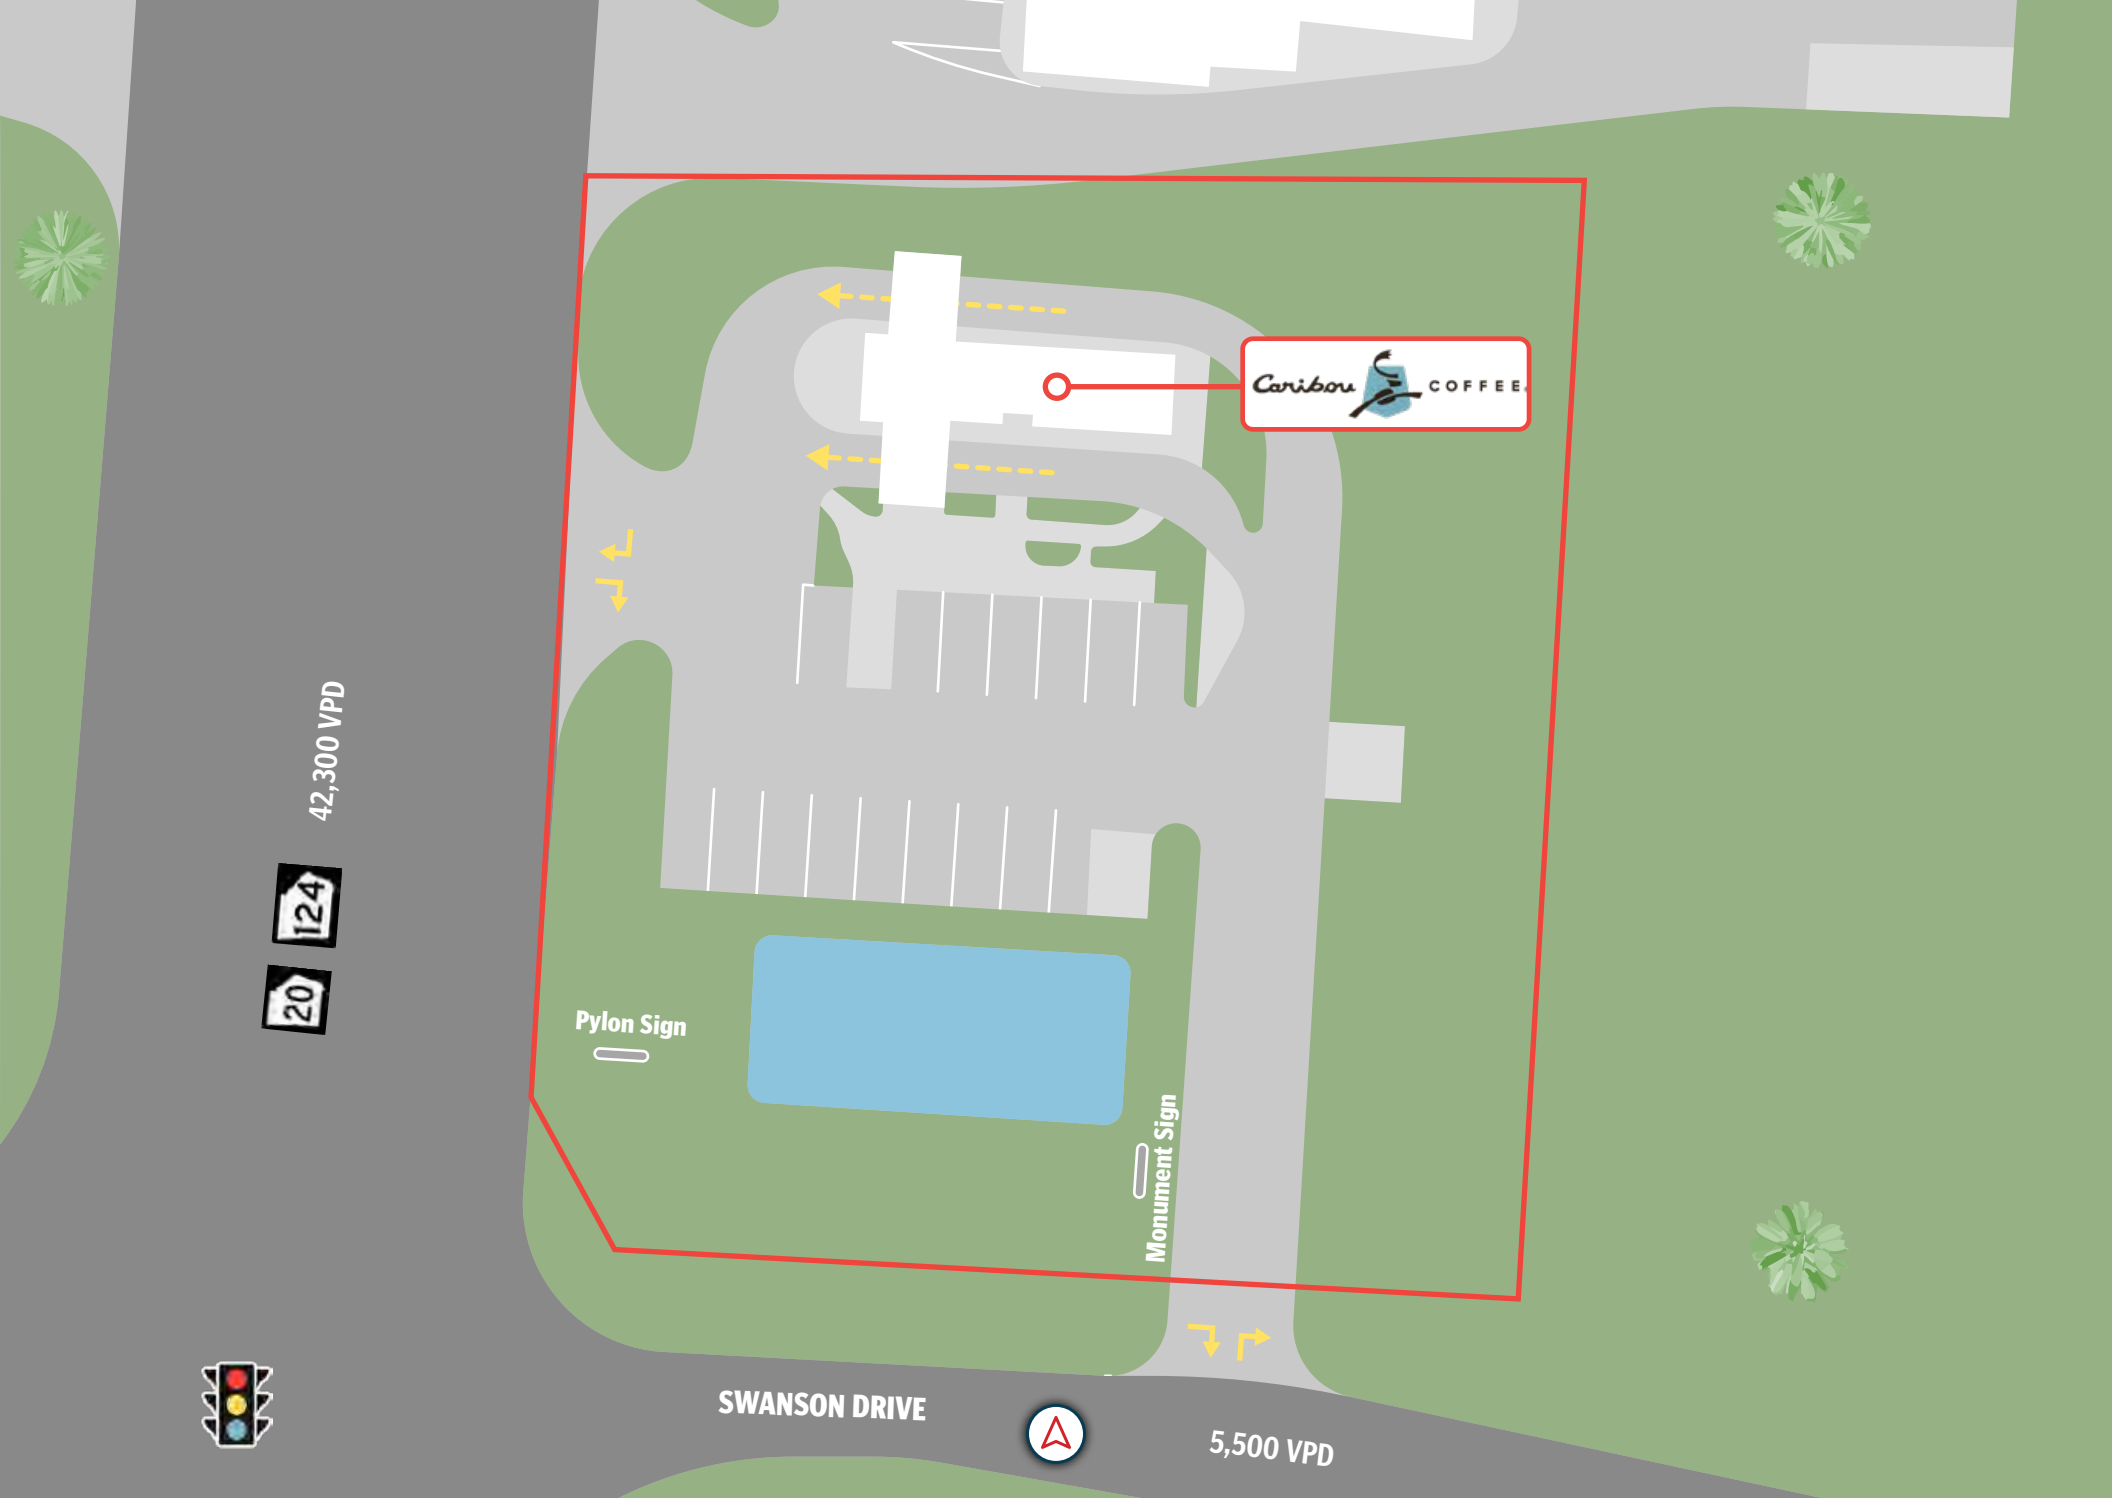 Caribou COFFEE
42,300 VPD
124
20
Pylon Sign
Monument Sign
SWANSON DRIVE
5,500 VPD